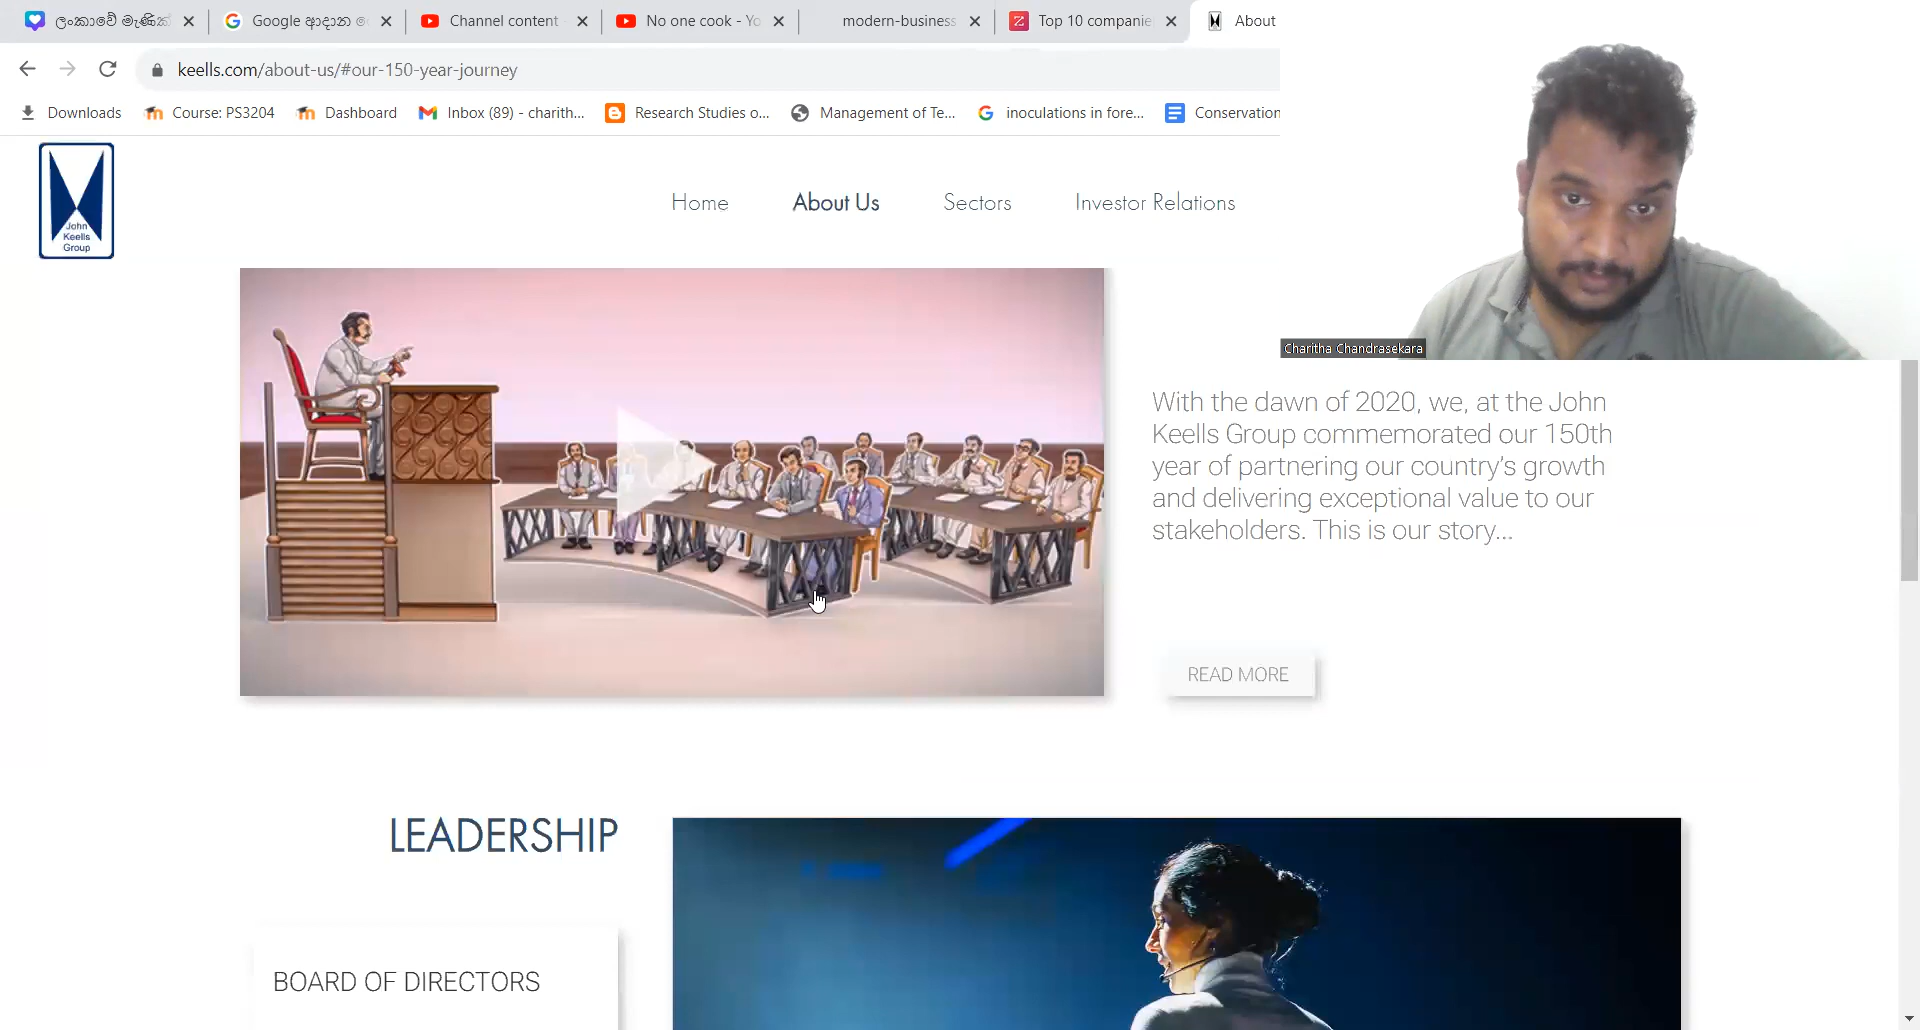 ලංකාවේ මැණික්
Google ආදාන
Channel content -
No one cook - Yo
modern-business
Top 10 companie
About
keells.com/about-us/#our-150-year-journey
Downloads
Course: PS3204
Dashboard
Inbox (89) - charith...
Research Studies o...
Management of Te...
inoculations in fore...
Conservation
John
Keells
Group
Home
About Us
Sectors
Investor Relations
Charitha Chandrasekara
With the dawn of 2020, we, at the John
Keells Group commemorated our 150th
year of partnering our country's growth
and delivering exceptional value to our
stakeholders. This is our story...
READ MORE
LEADERSHIP
BOARD OF DIRECTORS